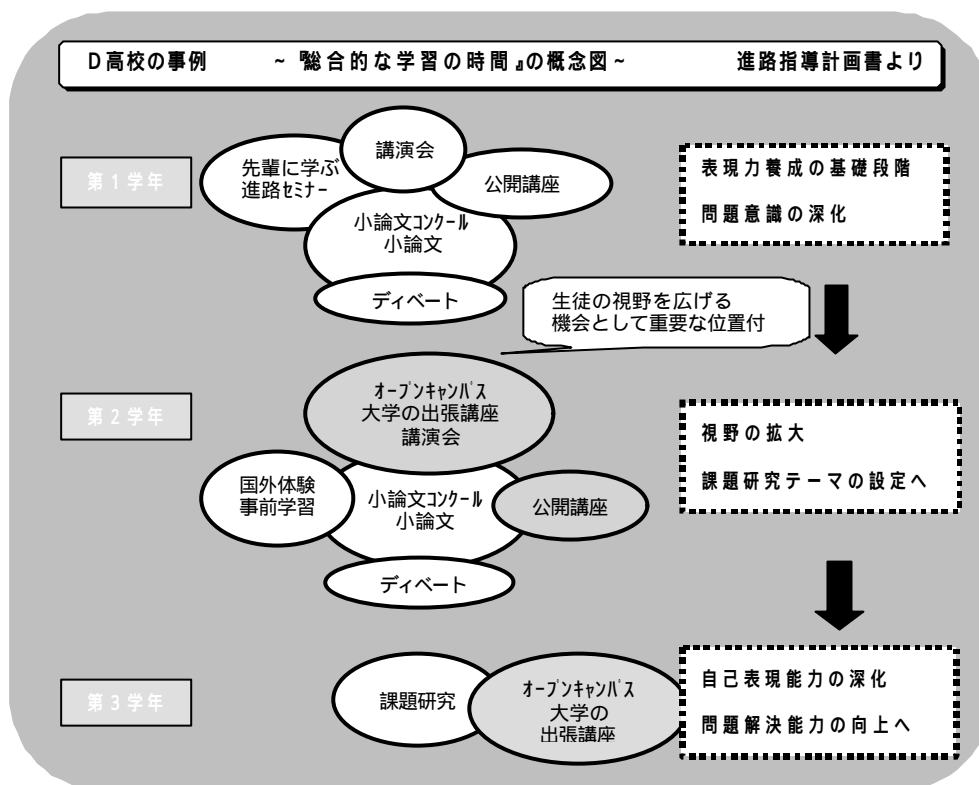 D高校の事例 ~『総合的な学習の時間』の概念図~ 進路指導計画書より
第1学年
先輩に学ぶ
進路ｾﾐﾅｰ
講演会
公開講座
小論文ｺﾝｸｰﾙ
小論文
ディベート
表現力養成の基礎段階
問題意識の深化
生徒の視野を広げる
機会として重要な位置付
第2学年
ｵｰﾌﾟﾝｷｬﾝﾊﾟｽ
大学の出張講座
講演会
国外体験
事前学習
小論文ｺﾝｸｰﾙ
小論文
公開講座
ディベート
視野の拡大
課題研究テーマの設定へ
第3学年
課題研究
ｵｰﾌﾟﾝｷｬﾝﾊﾟｽ
大学の
出張講座
自己表現能力の深化
問題解決能力の向上へ